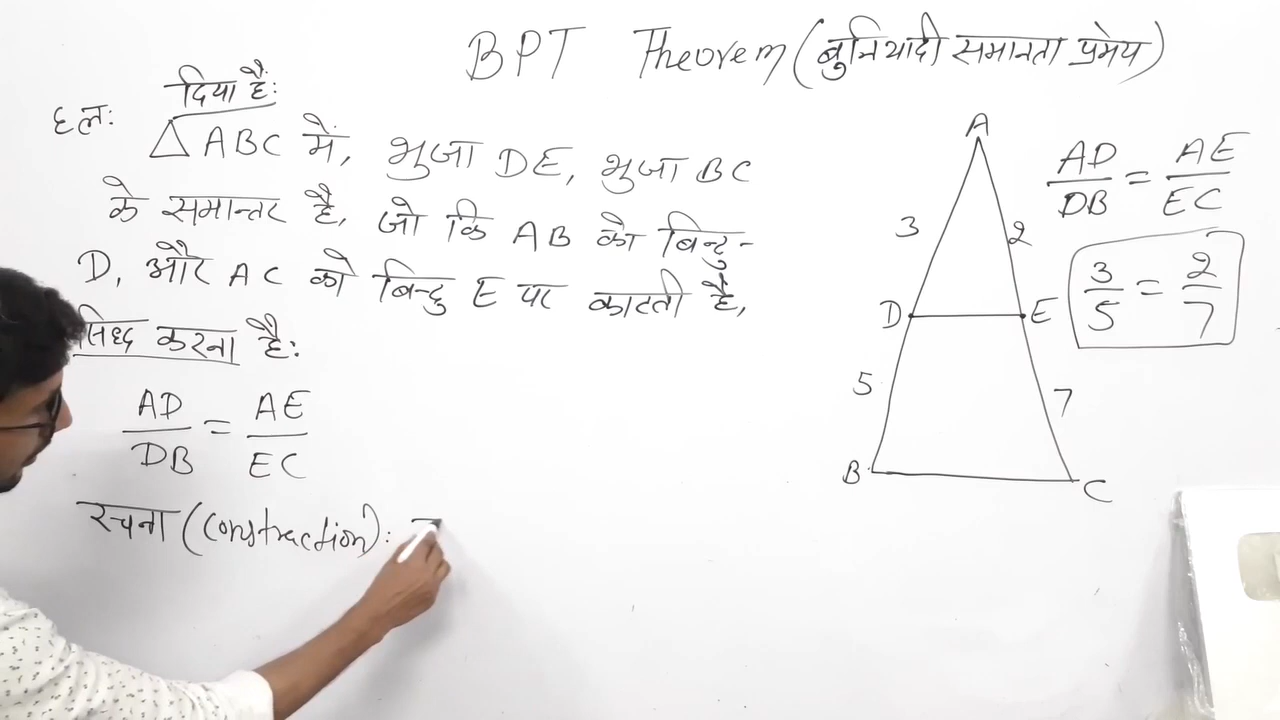 BPT Theorem (बुनियादी समानता प्रमेय)
दिया है:
हल:
△ABC में, भुजा DE, भुजा BC
के समान्तर है, जो कि AB को बिन्दु-
D, और AC को बिन्दु E पर काटती है,
सिध्द करना है:
AD/DB = AE/EC
रचना (Constraction):
A
3 2
D E
5 7
B C
AD/DB = AE/EC
3/5 = 2/7